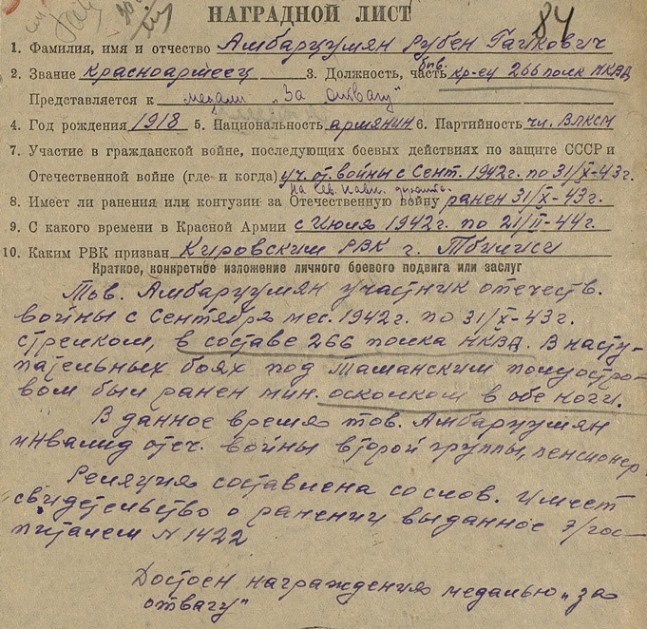 НАГРАДНОЙ ЛИСТ 84
1. Фамилия, имя и отчество Амбарцумян Рубен Гайкович
2. Звание Красноармеец 3. Должность, часть быв. кр-ец 266 полк НКВД
Представляется к медали „За отвагу"
4. Год рождения 1918 5. Национальность армянин 6. Партийность чл. ВЛКСМ
7. Участие в гражданской войне, последующих боевых действиях по защите СССР и
Отечественной войне (где и когда) уч. от. войны с Сент. 1942г. по 31/X-43г.
на Сев. Кавк.
8. Имеет ли ранения или контузии за Отечественную войну ранен 31/X-43г.
9. С какого времени в Красной Армии с Июля 1942г. по 21/II-44г.
10. Каким РВК призван Кировским РВК г. Тбилиси
Краткое, конкретное изложение личного боевого подвига или заслуг
Тов. Амбарцумян участник отечеств.
войны с Сентября мес. 1942г. по 31/X-43г.
стрелком, в составе 266 полка НКВД. В насту-
пательных боях под Таманским полуостро-
вом был ранен мин. осколком в обе ноги.
В данное время тов. Амбарцумян
инвалид отеч. войны второй группы, пенсионер
Реляция составлена со слов. Имеет
свидетельство о ранении выданное э/гос-
питалем N 1422
Достоен награждения медалью „за
отвагу"